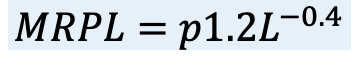 MRPL = p1.2L⁻⁰·⁴